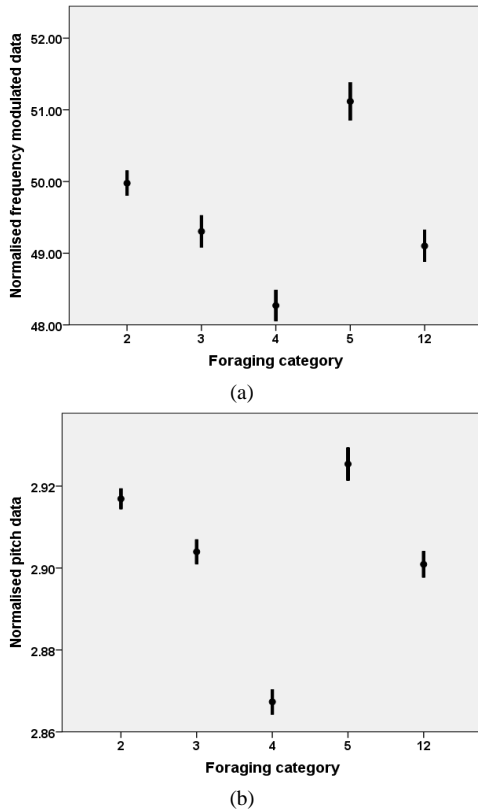 Normalised frequency modulated data
52.00
51.00
50.00
49.00
48.00
2 3 4 5 12
Foraging category
(a)
Normalised pitch data
2.92
2.90
2.88
2.86
2 3 4 5 12
Foraging category
(b)